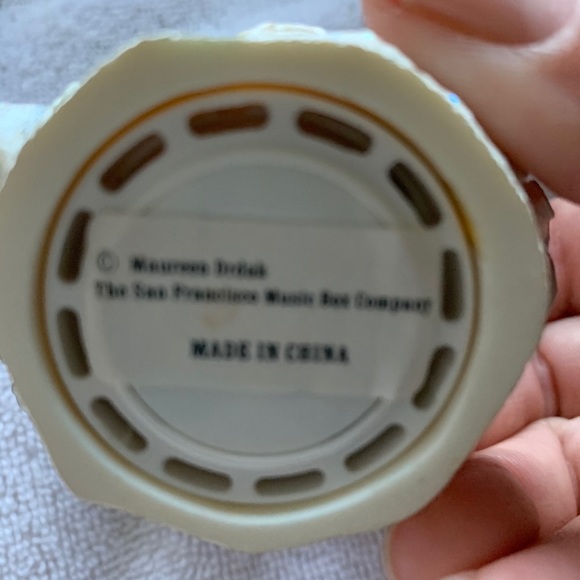 © Maureen Drdak
The San Francisco Music Box Company
MADE IN CHINA